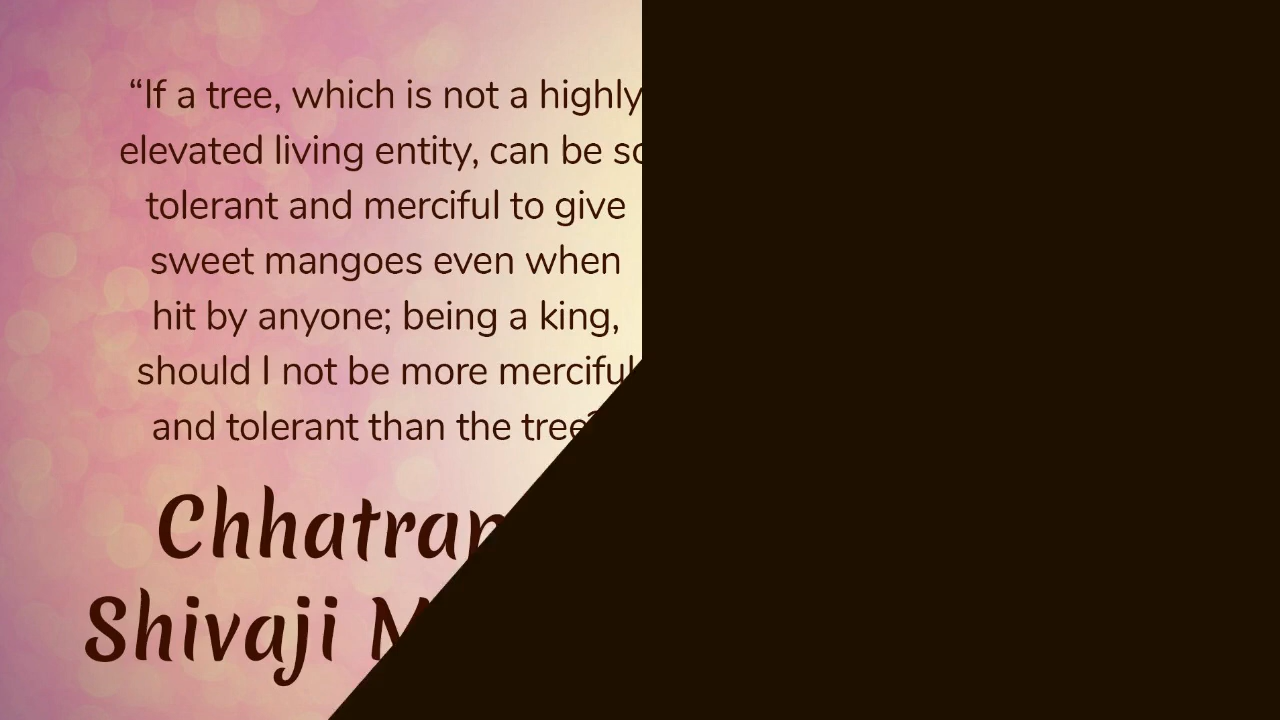 “If a tree, which is not a highly
elevated living entity, can be so
tolerant and merciful to give
sweet mangoes even when
hit by anyone; being a king,
should I not be more merciful
and tolerant than the tree?
Shivaji